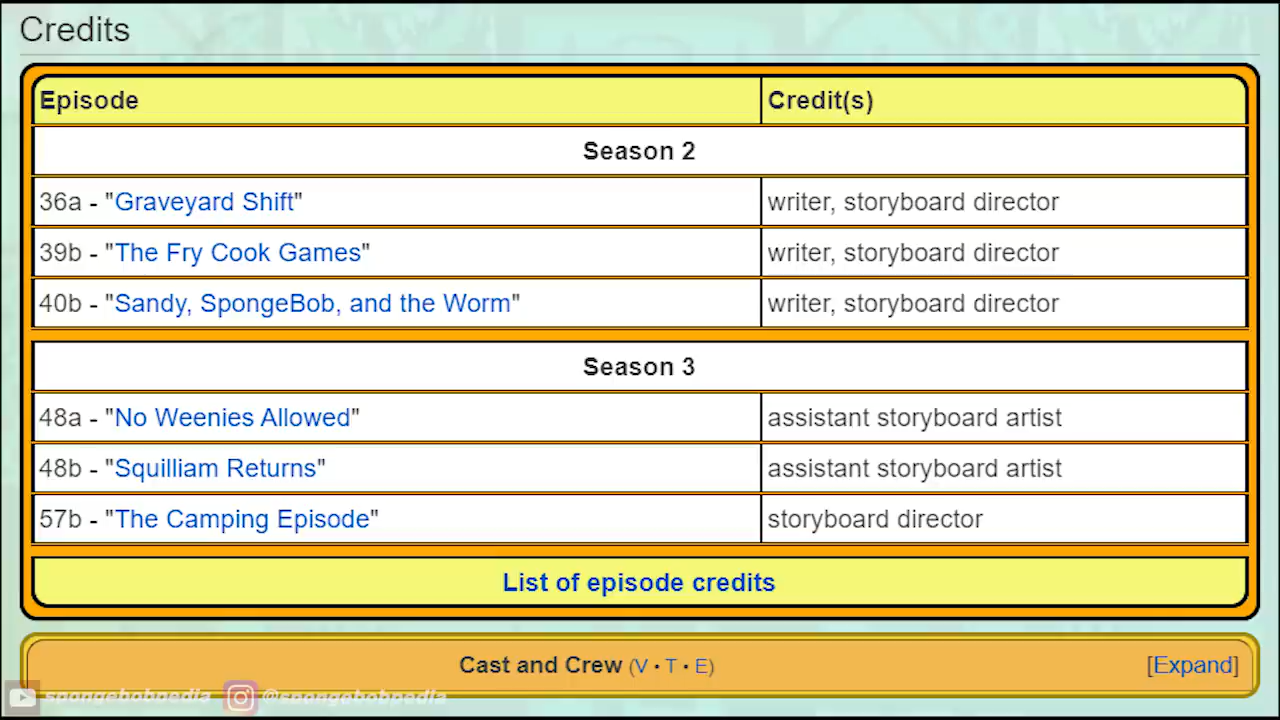 Credits
Episode Credit(s)
Season 2
36a - "Graveyard Shift" writer, storyboard director
39b - "The Fry Cook Games" writer, storyboard director
40b - "Sandy, SpongeBob, and the Worm" writer, storyboard director
Season 3
48a - "No Weenies Allowed" assistant storyboard artist
48b - "Squilliam Returns" assistant storyboard artist
57b - "The Camping Episode" storyboard director
List of episode credits
Cast and Crew (V • T • E) [Expand]
spongebobpedia @spongebobpedia